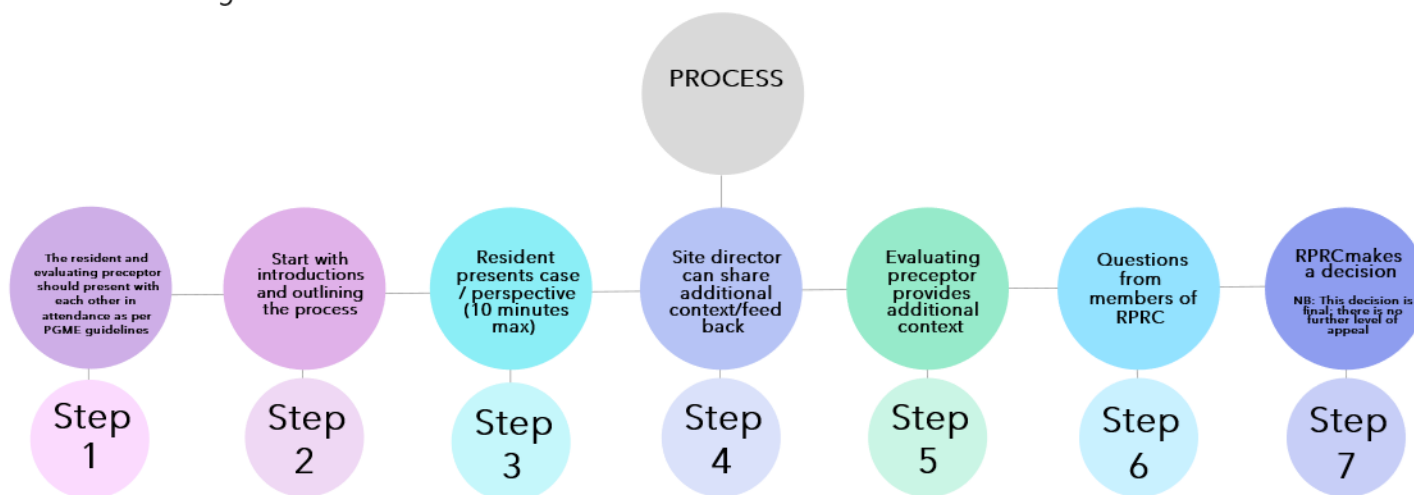 PROCESS
The resident and
evaluating preceptor
should present with
each other in
attendance as per
PGME guidelines
Start with
introductions
and outlining
the process
Resident
presents case
/ perspective
(10 minutes
max)
Site director
can share
additional
context/feed
back
Evaluating
preceptor
provides
additional
context
Questions
from
members of
RPRC
RPRCmakes
a decision
NB: This decision is
final; there is no
further level of
appeal
Step
1
Step
2
Step
3
Step
4
Step
5
Step
6
Step
7